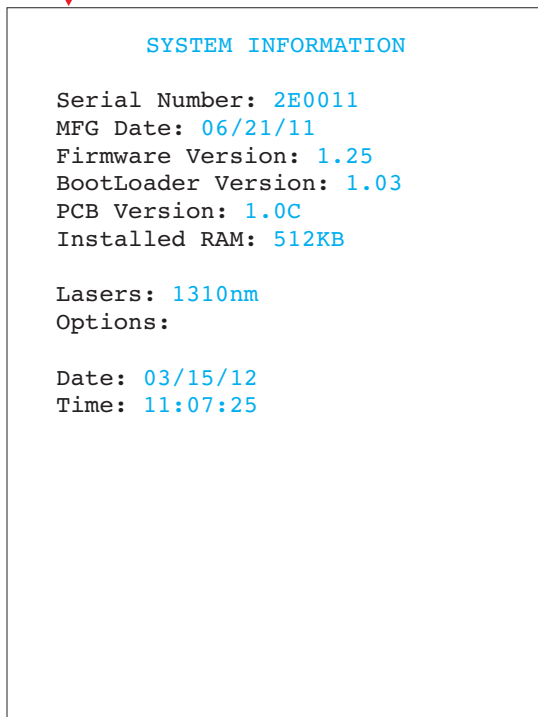 SYSTEM INFORMATION
Serial Number: 2E0011
MFG Date: 06/21/11
Firmware Version: 1.25
BootLoader Version: 1.03
PCB Version: 1.0C
Installed RAM: 512KB
Lasers: 1310nm
Options:
Date: 03/15/12
Time: 11:07:25